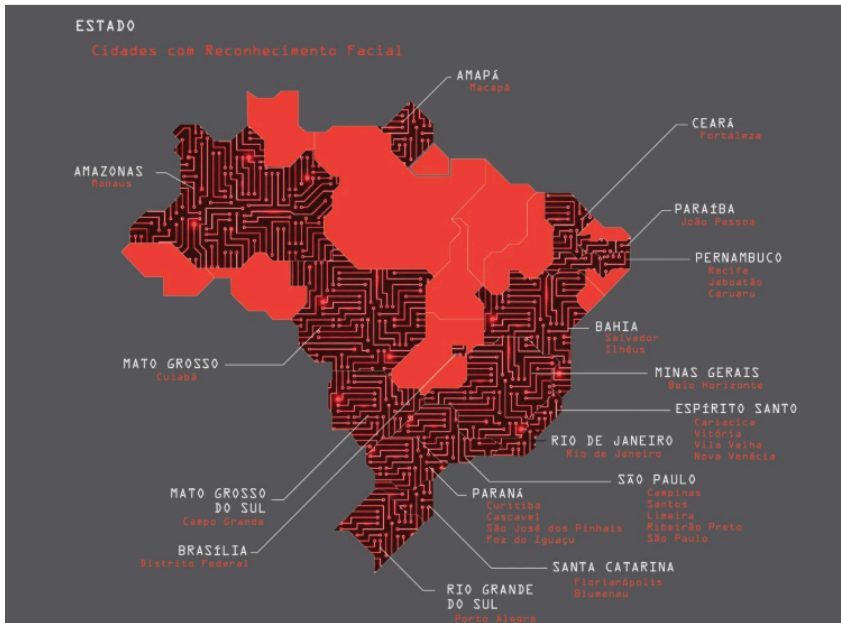 ESTADO
Cidades com Reconhecimento Facial
AMAPÁ
Macapá
CEARÁ
Fortaleza
AMAZONAS
Manaus
PARAÍBA
João Pessoa
PERNAMBUCO
Recife
Jaboatão
Caruaru
BAHIA
Salvador
Ilhéus
MATO GROSSO
Cuiabá
MINAS GERAIS
Belo Horizonte
ESPÍRITO SANTO
Cariacica
Vitória
Vila Velha
Nova Venécia
RIO DE JANEIRO
Rio de Janeiro
SÃO PAULO
Campinas
Santos
Limeira
Ribeirão Preto
São Paulo
MATO GROSSO
DO SUL
Campo Grande
PARANÁ
Curitiba
Cascavel
São José dos Pinhais
Foz do Iguaçu
BRASÍLIA
Distrito Federal
SANTA CATARINA
Florianópolis
Blumenau
RIO GRANDE
DO SUL
Porto Alegre